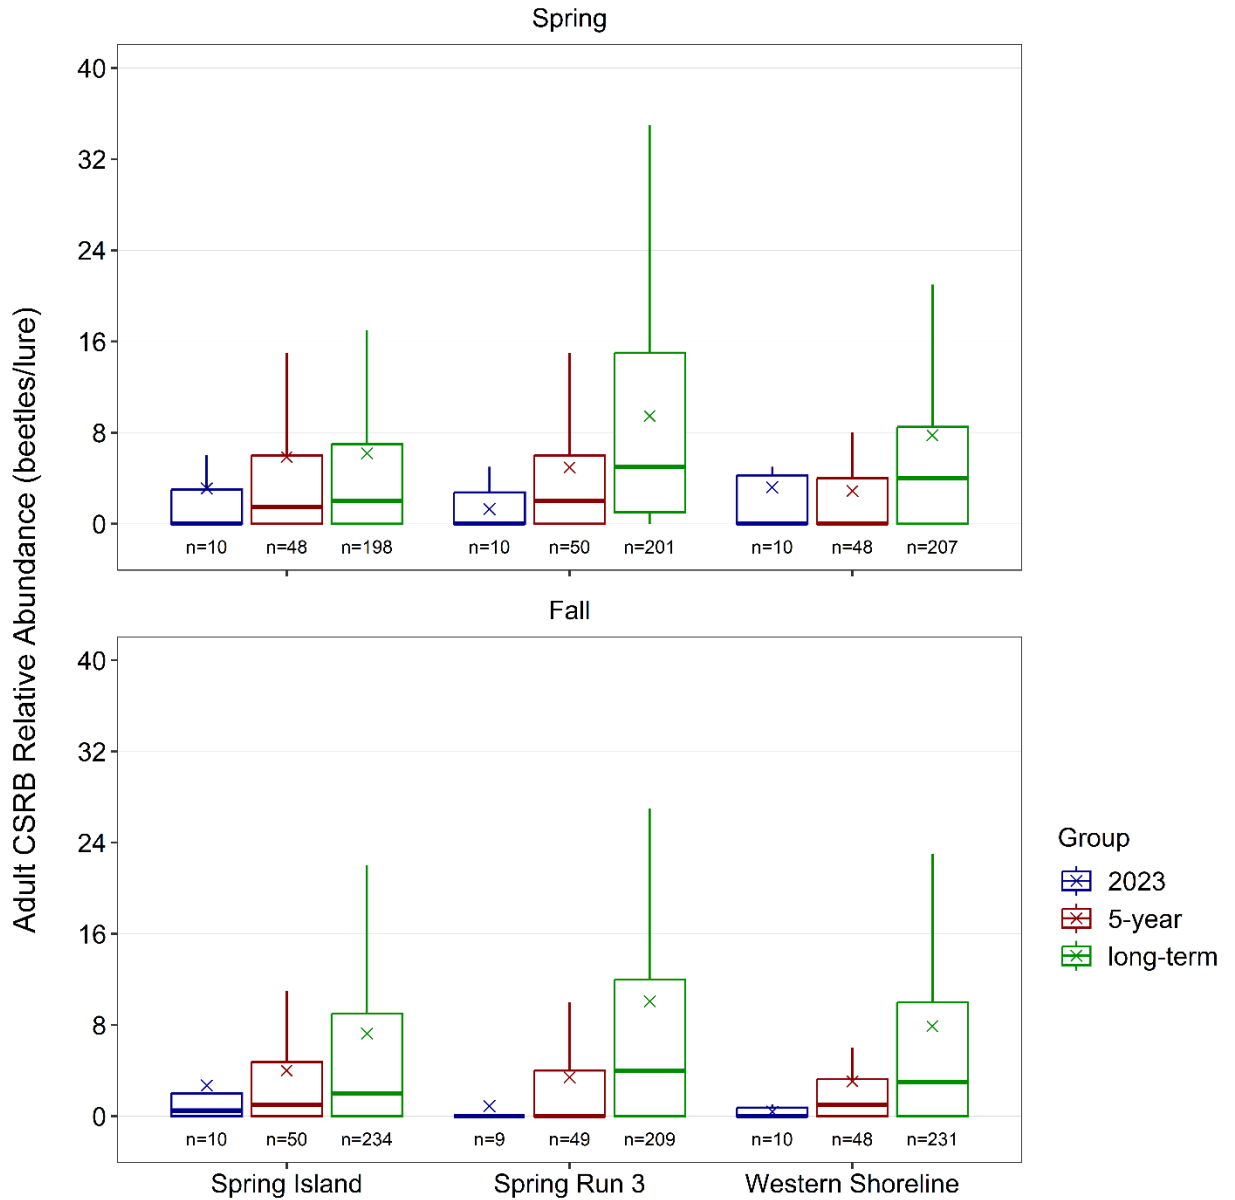 Spring
Adult CSRB Relative Abundance (beetles/lure)
40
32
24
16
8
0
n=10 n=48 n=198 n=10 n=50 n=201 n=10 n=48 n=207
Fall
40
32
24
16
8
0
n=10 n=50 n=234 n=9 n=49 n=209 n=10 n=48 n=231
Spring Island Spring Run 3 Western Shoreline
Group
2023
5-year
long-term